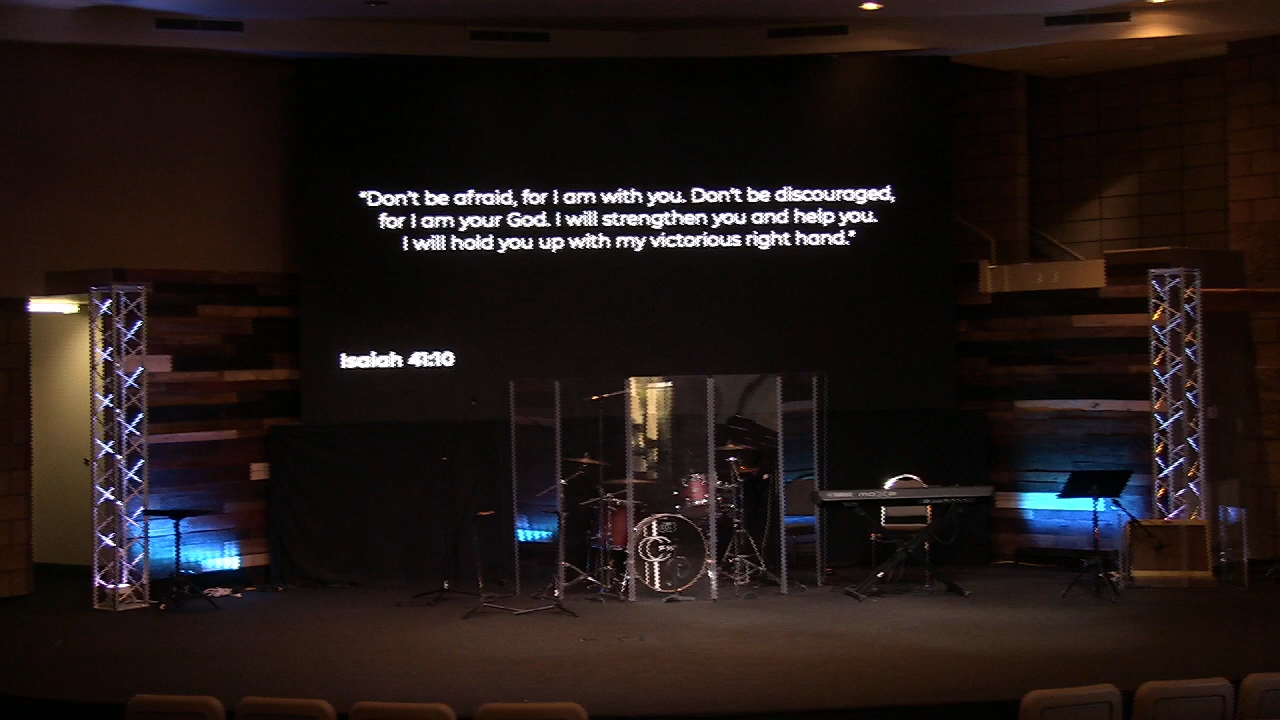 "Don't be afraid, for I am with you. Don't be discouraged,
for I am your God. I will strengthen you and help you.
I will hold you up with my victorious right hand."
Isaiah 41:10